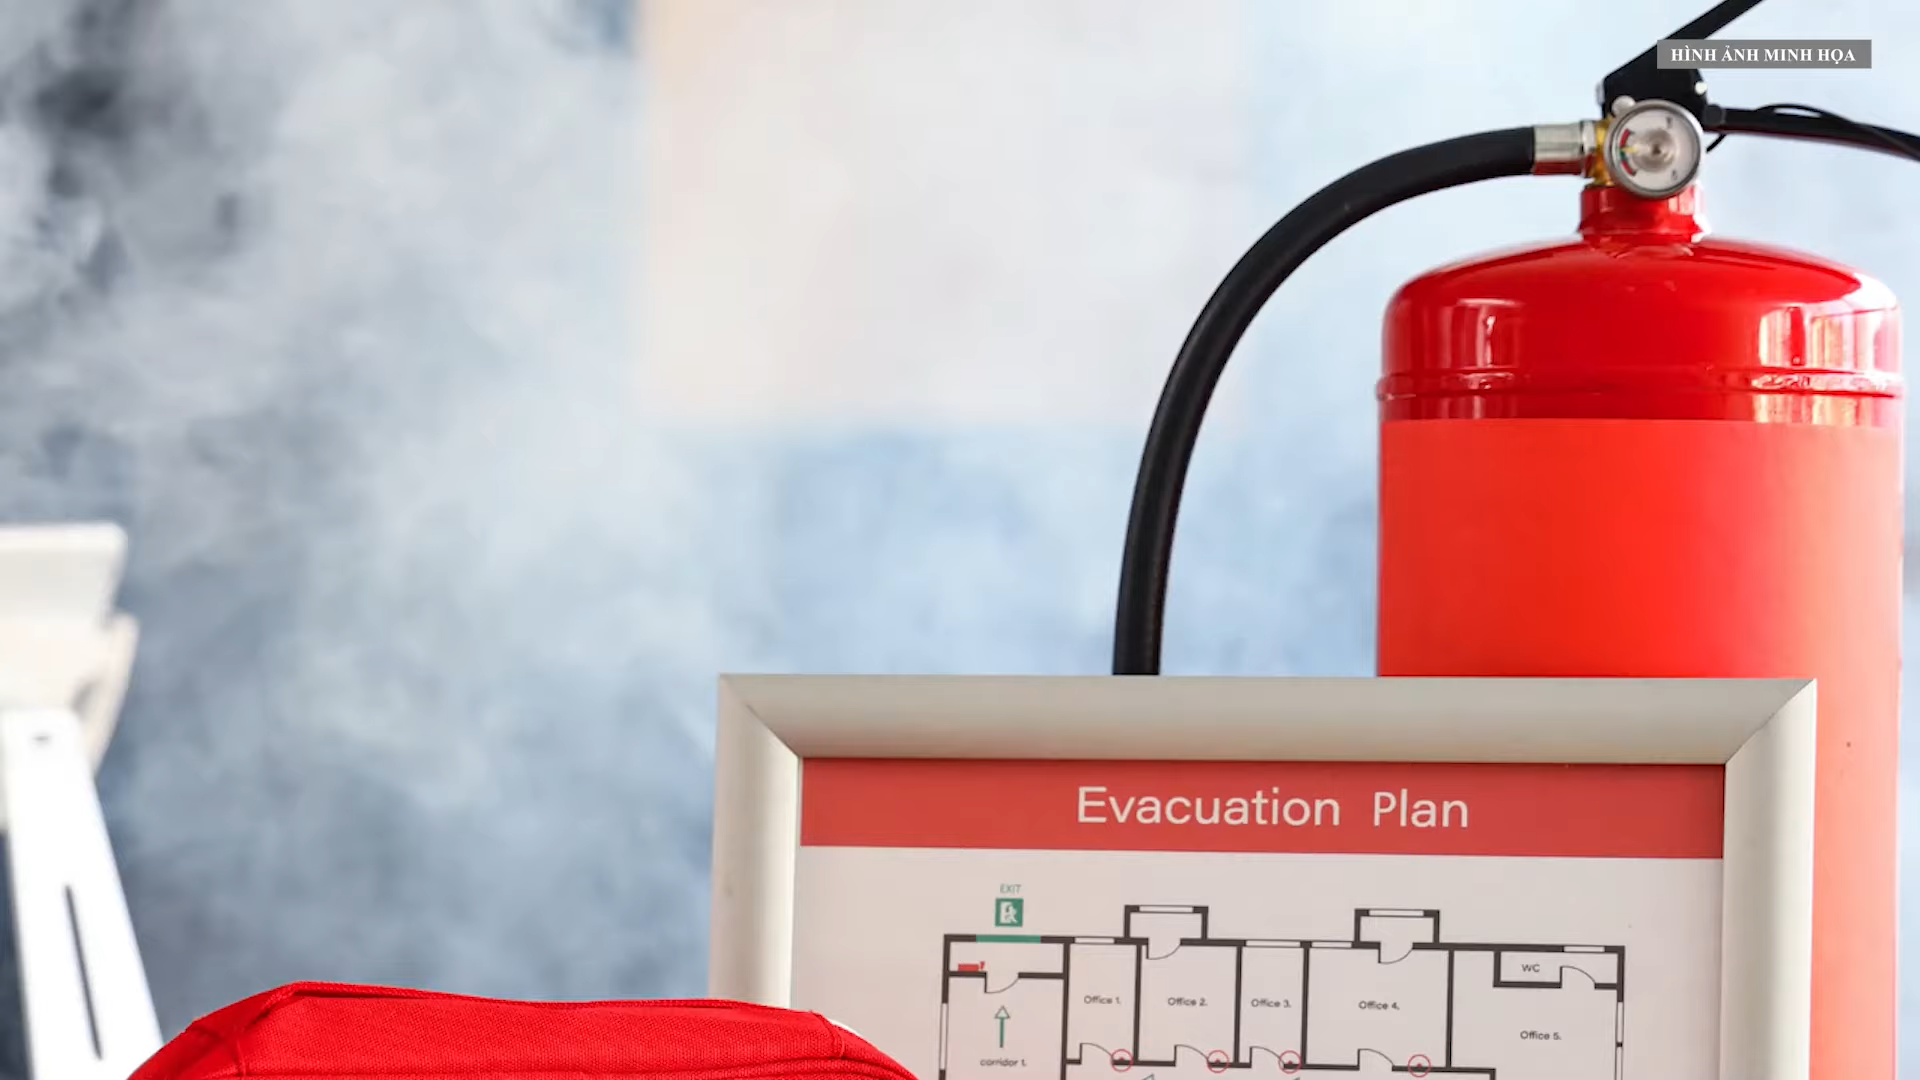 HÌNH ẢNH MINH HỌA
Evacuation Plan
EXIT
WC
Office 1.
Office 2.
Office 3.
Office 4.
Office 5.
corridor 1.